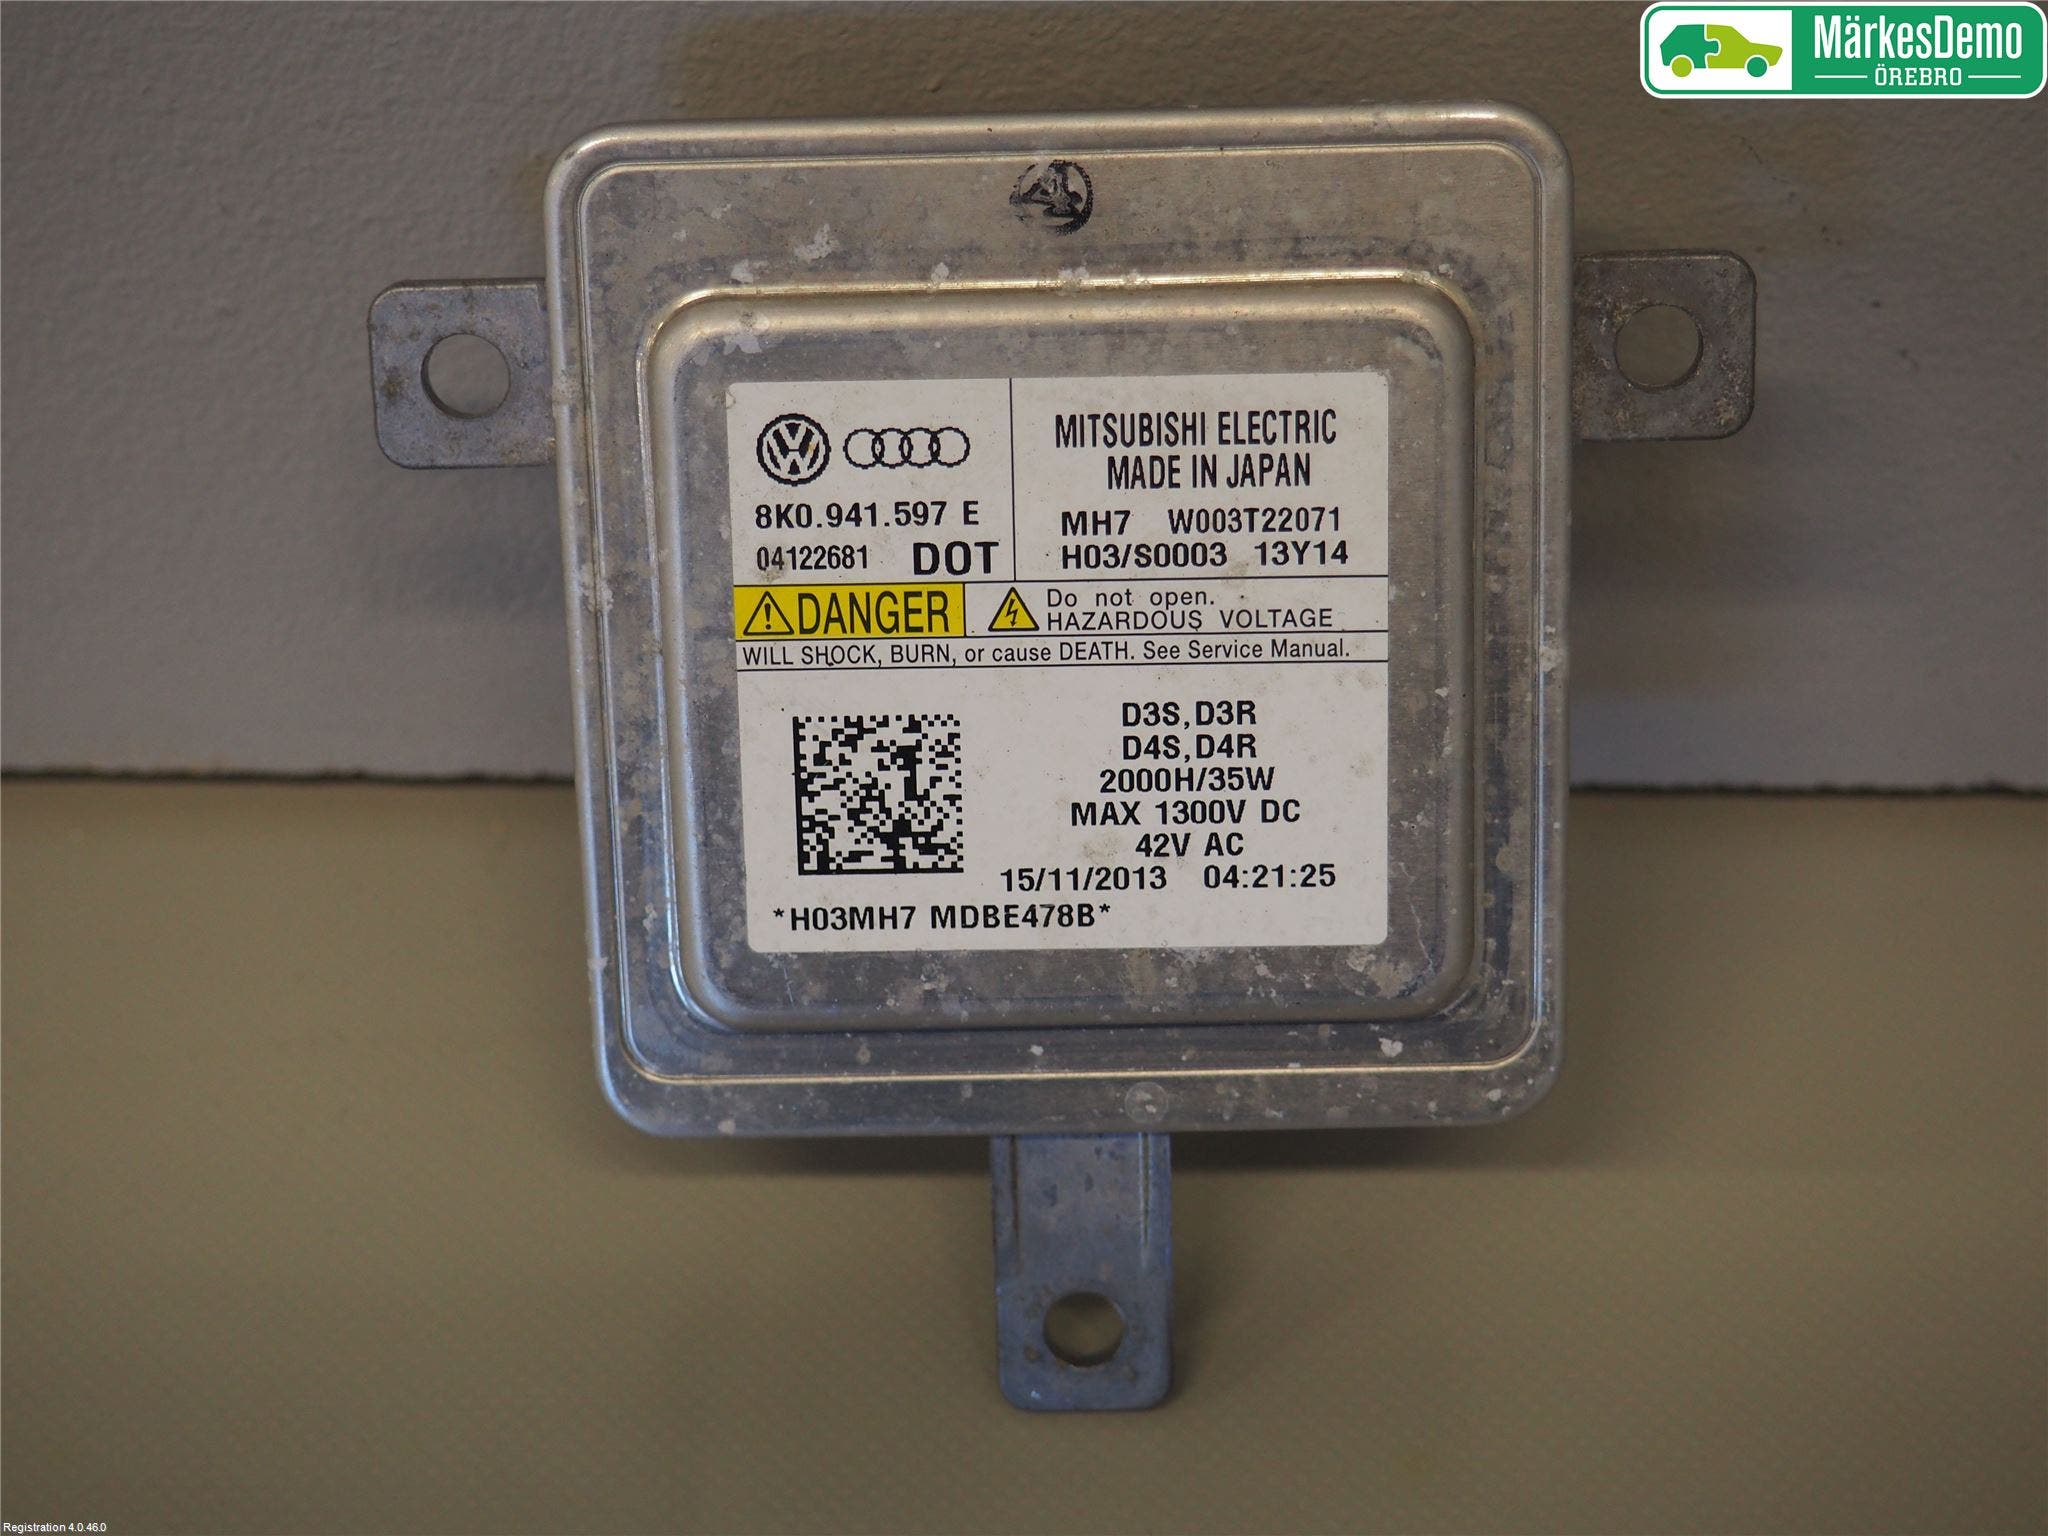 MärkesDemo
ÖREBRO
8K0.941.597 E
04122681 DOT
MITSUBISHI ELECTRIC
MADE IN JAPAN
MH7 W003T22071
H03/S0003 13Y14
DANGER
Do not open.
HAZARDOUS VOLTAGE
WILL SHOCK, BURN, or cause DEATH. See Service Manual.
D3S,D3R
D4S,D4R
2000H/35W
MAX 1300V DC
42V AC
15/11/2013 04:21:25
*H03MH7 MDBE478B*
Registration 4.0.46.0